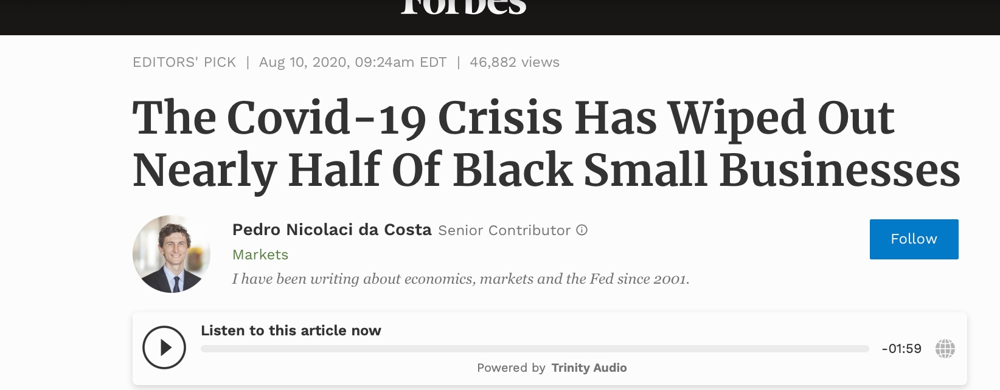 Forbes
EDITORS' PICK | Aug 10, 2020, 09:24am EDT | 46,882 views
The Covid-19 Crisis Has Wiped Out
Nearly Half Of Black Small Businesses
Pedro Nicolaci da Costa Senior Contributor
Follow
Markets
I have been writing about economics, markets and the Fed since 2001.
Listen to this article now
-01:59
Powered by Trinity Audio